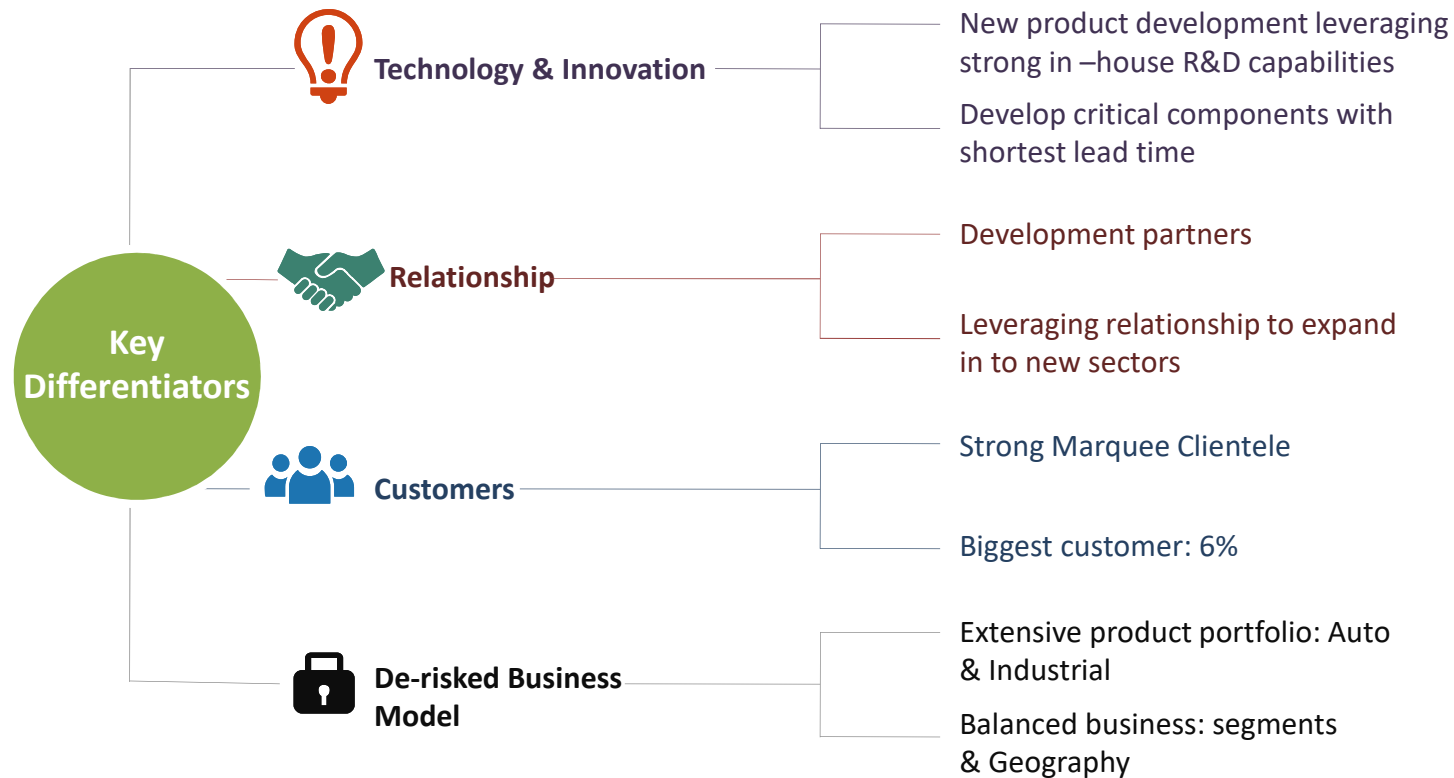 Key
Differentiators
Technology & Innovation
New product development leveraging
strong in –house R&D capabilities
Develop critical components with
shortest lead time
Relationship
Development partners
Leveraging relationship to expand
in to new sectors
Customers
Strong Marquee Clientele
Biggest customer: 6%
De-risked Business
Model
Extensive product portfolio: Auto
& Industrial
Balanced business: segments
& Geography